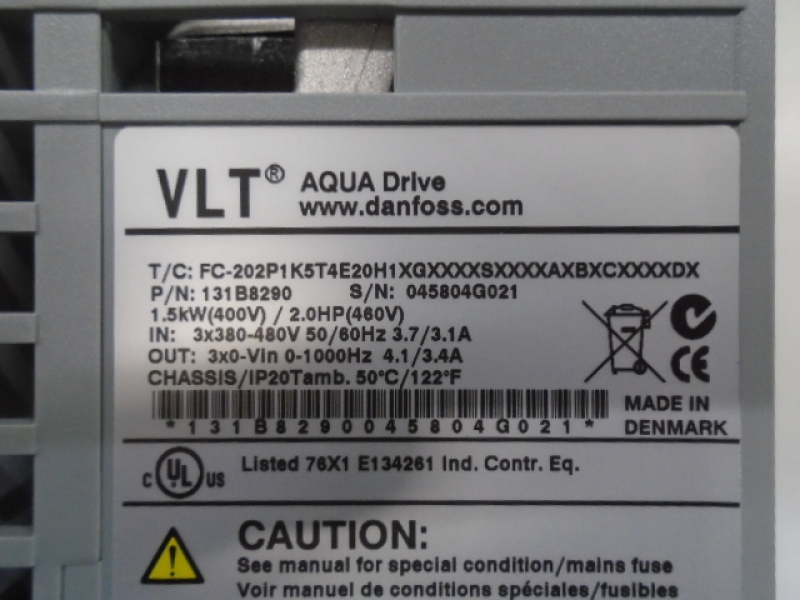 VLT® AQUA Drive
www.danfoss.com
T/C: FC-202P1K5T4E20H1XGXXXXSXXXXAXBXCXXXXDX
P/N: 131B8290 S/N: 045804G021
1.5kW(400V) / 2.0HP(460V)
IN: 3x380-480V 50/60Hz 3.7/3.1A
OUT: 3x0-Vin 0-1000Hz 4.1/3.4A
CHASSIS/IP20Tamb. 50°C/122°F
*131B8290045804G021*
CE
MADE IN
DENMARK
c UL US Listed 76X1 E134261 Ind. Contr. Eq.
CAUTION:
See manual for special condition/mains fuse
Voir manuel de conditions spéciales/fusibles